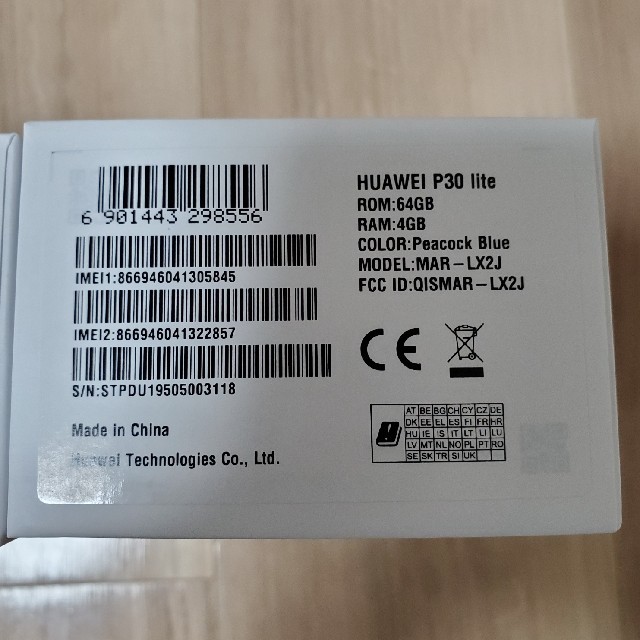 6 901443 298556
IMEI1:866946041305845
IMEI2:866946041322857
S/N:STPDU19505003118
Made in China
Huawei Technologies Co., Ltd.
HUAWEI P30 lite
ROM:64GB
RAM:4GB
COLOR:Peacock Blue
MODEL:MAR-LX2J
FCC ID:QISMAR-LX2J
CE
AT BE BG CH CY CZ DE
DK EE EL ES FI FR HR
HU IE IS IT LT LI LU
LV MT NL NO PL PT RO
SE SK TR SI UK